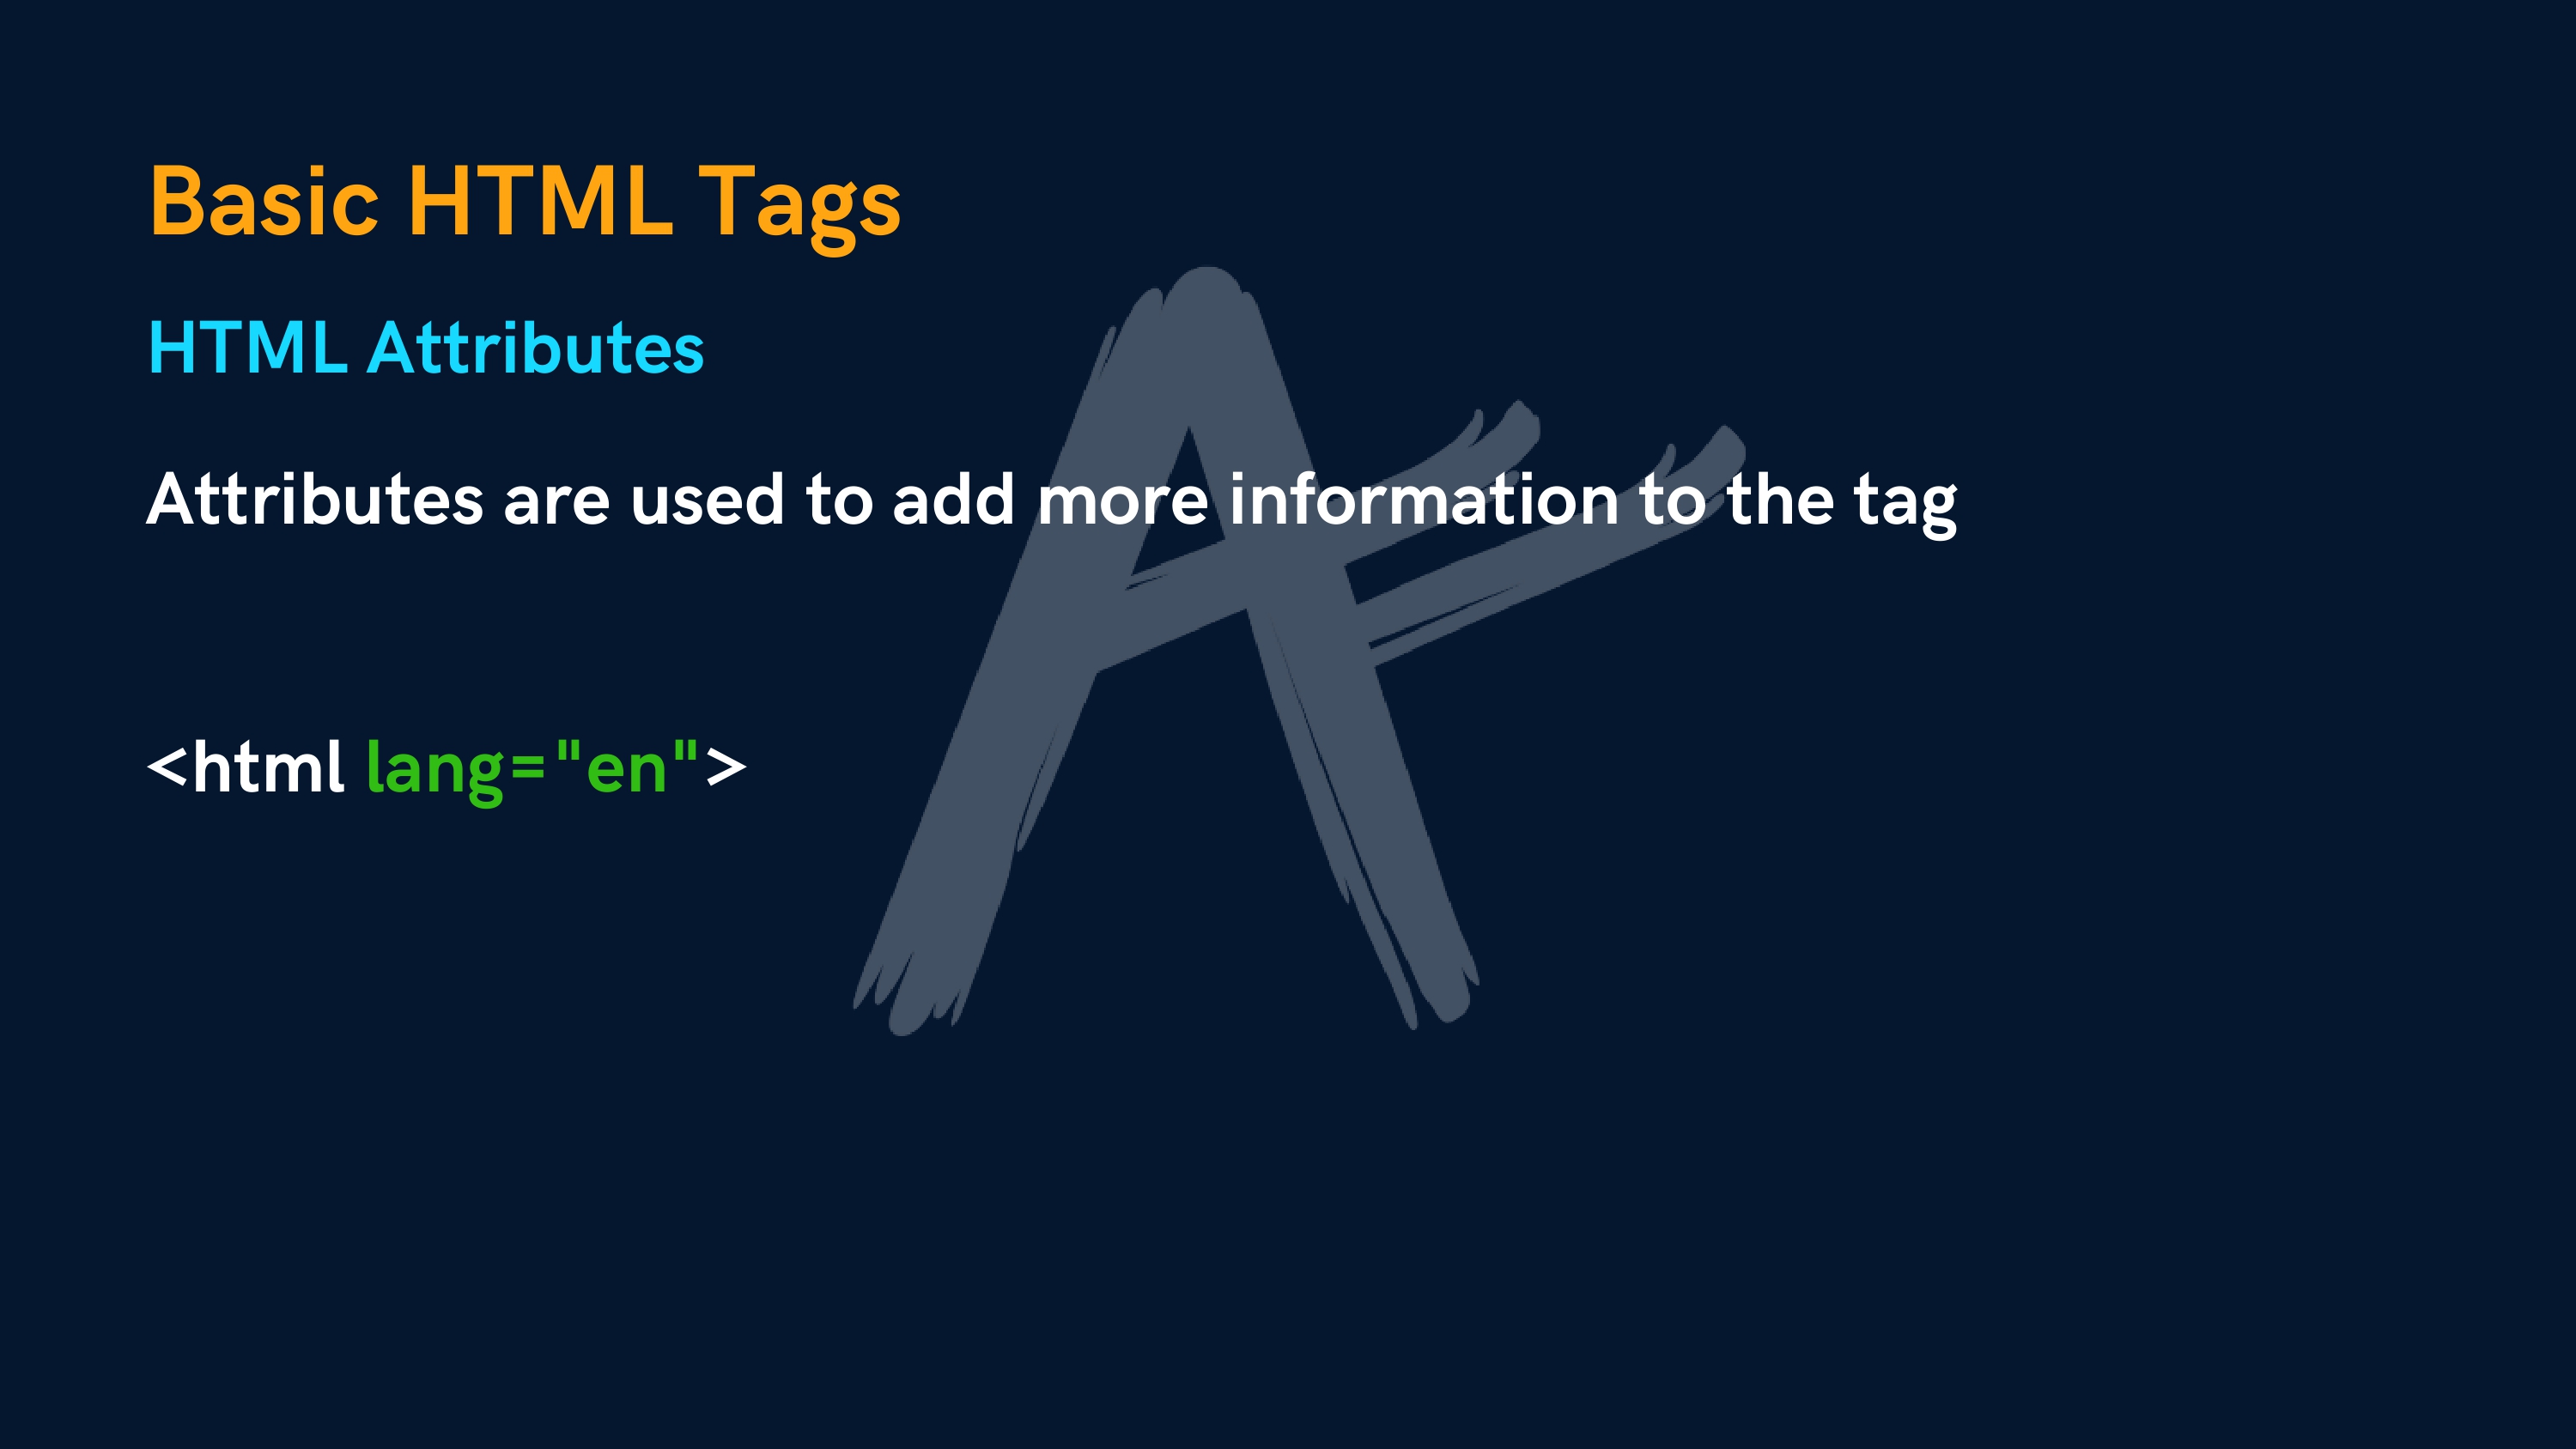 Basic HTML Tags
HTML Attributes
Attributes are used to add more information to the tag
<html lang="en">